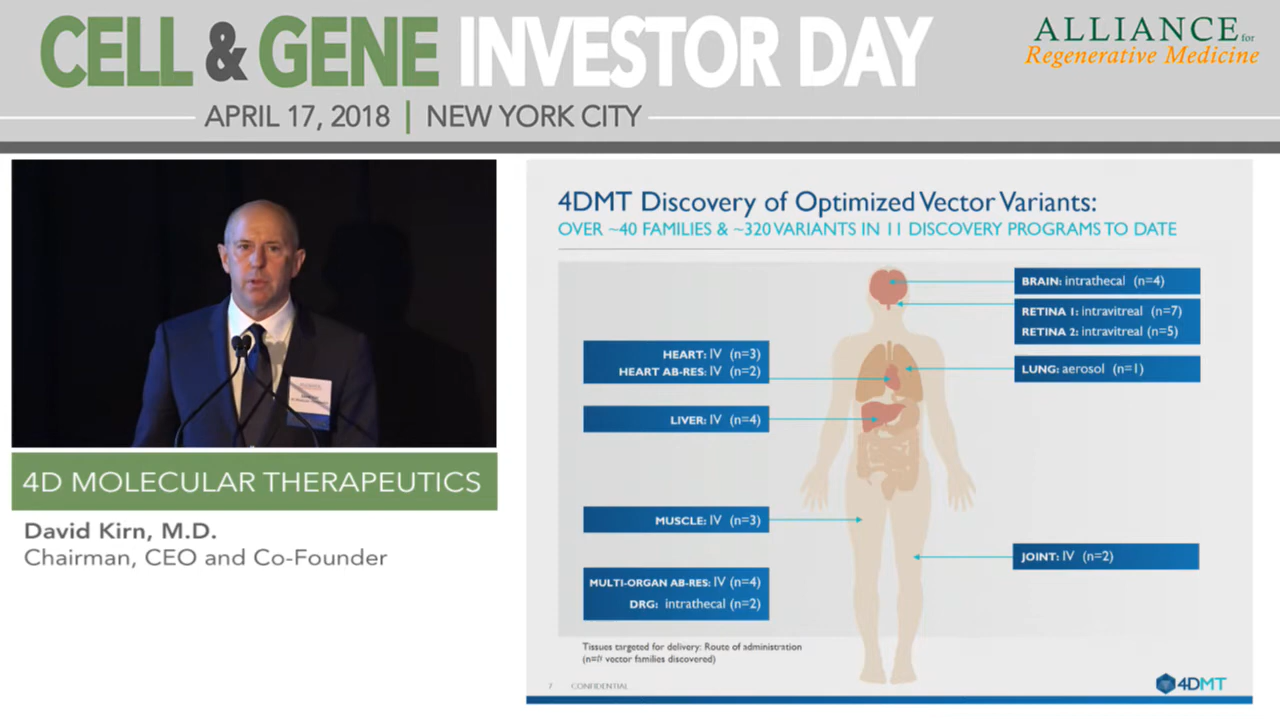 CELL & GENE INVESTOR DAY
APRIL 17, 2018 | NEW YORK CITY
ALLIANCE for
Regenerative Medicine
4D MOLECULAR THERAPEUTICS
David Kirn, M.D.
Chairman, CEO and Co-Founder
4DMT Discovery of Optimized Vector Variants:
OVER ~40 FAMILIES & ~320 VARIANTS IN 11 DISCOVERY PROGRAMS TO DATE
BRAIN: intrathecal (n=4)
RETINA 1: intravitreal (n=7)
RETINA 2: intravitreal (n=5)
HEART: IV (n=3)
HEART AB-RES: IV (n=2)
LUNG: aerosol (n=1)
LIVER: IV (n=4)
MUSCLE: IV (n=3)
JOINT: IV (n=2)
MULTI-ORGAN AB-RES: IV (n=4)
DRG: intrathecal (n=2)
Tissues targeted for delivery: Route of administration
vector families discovered)
7 CONFIDENTIAL
4DMT